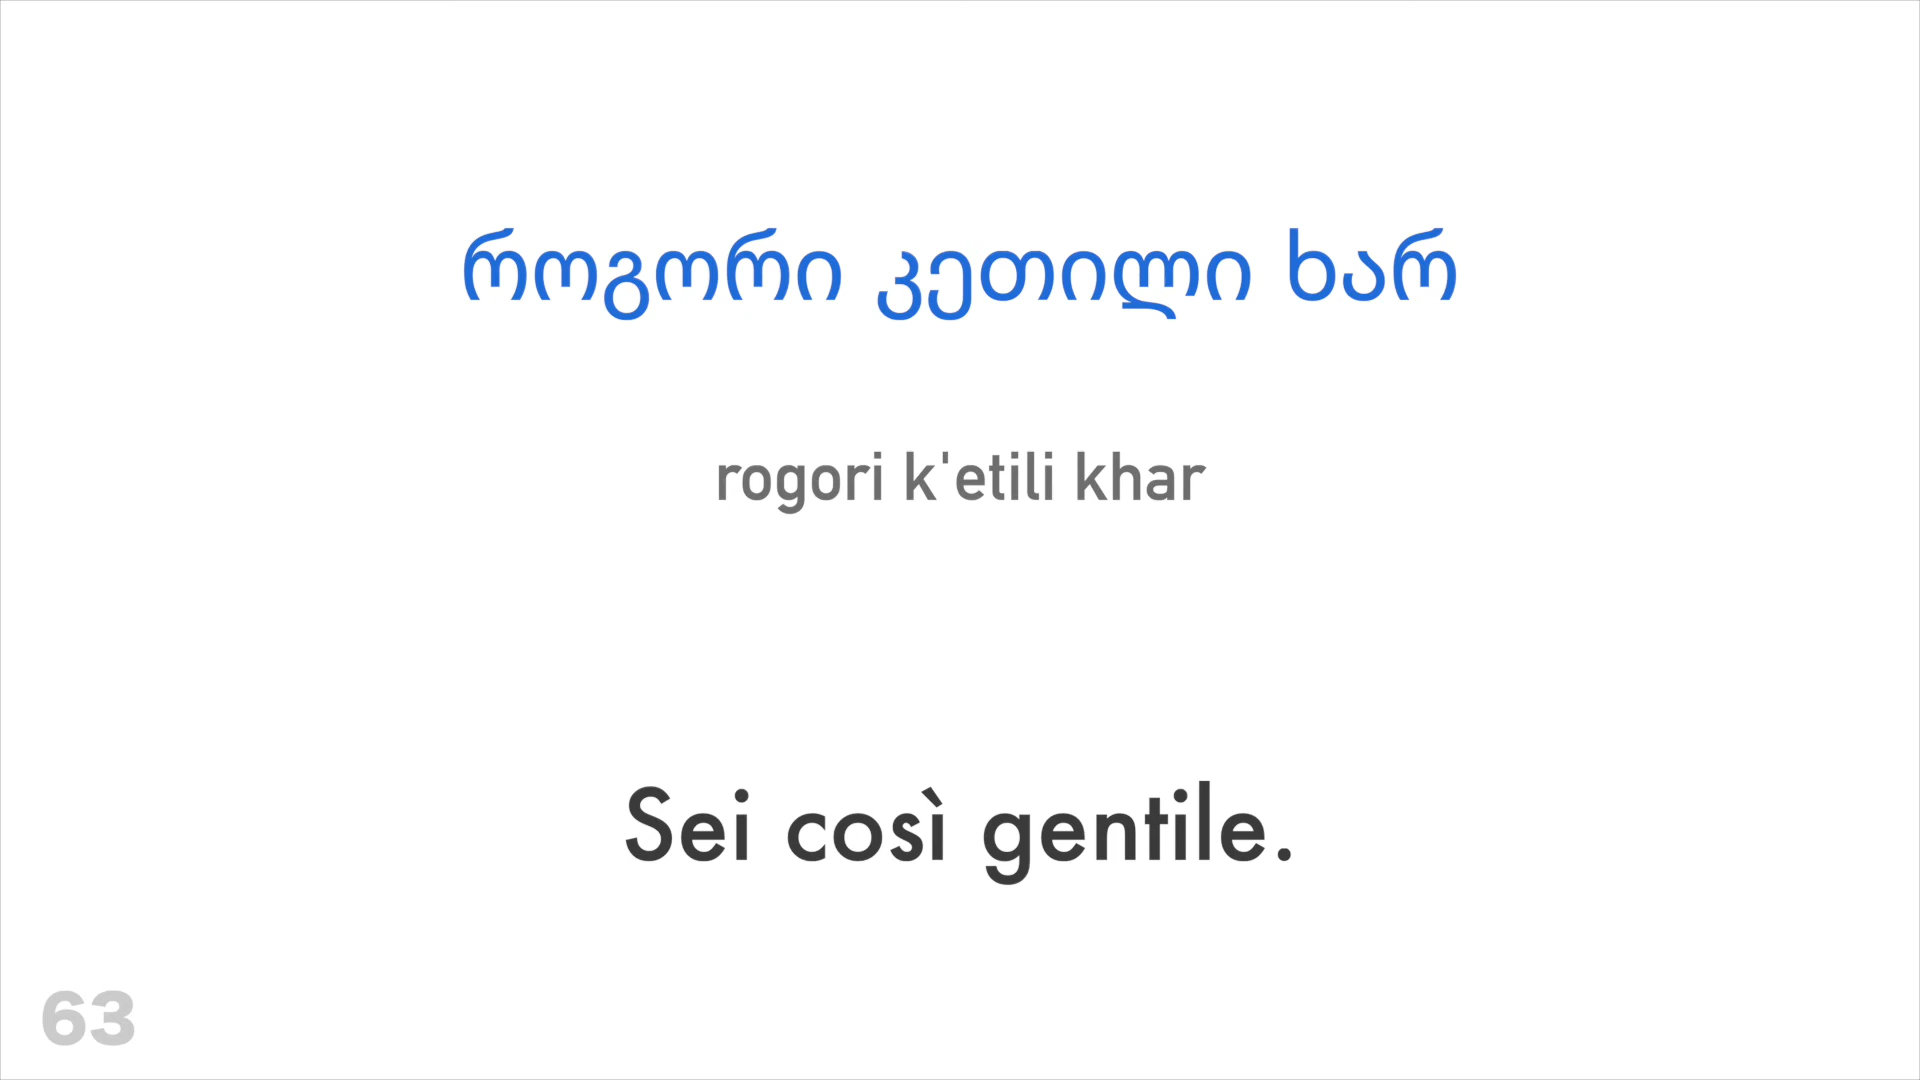 როგორი კეთილი ხარ
rogori k'etili khar
Sei così gentile.
63